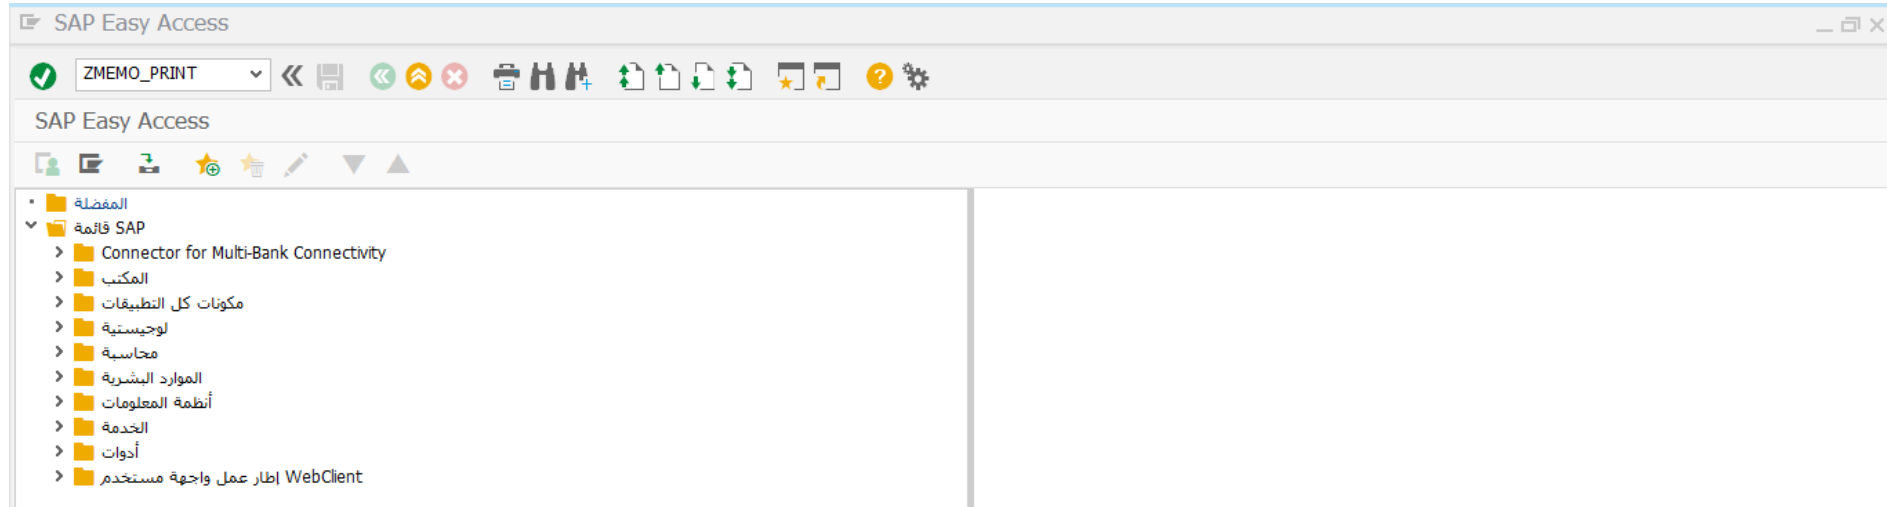 SAP Easy Access
ZMEMO_PRINT
SAP Easy Access
المفضلة
قائمة SAP
Connector for Multi-Bank Connectivity
المكتب
مكونات كل التطبيقات
لوجيستية
محاسبة
الموارد البشرية
أنظمة المعلومات
الخدمة
أدوات
إطار عمل واجهة مستخدم WebClient